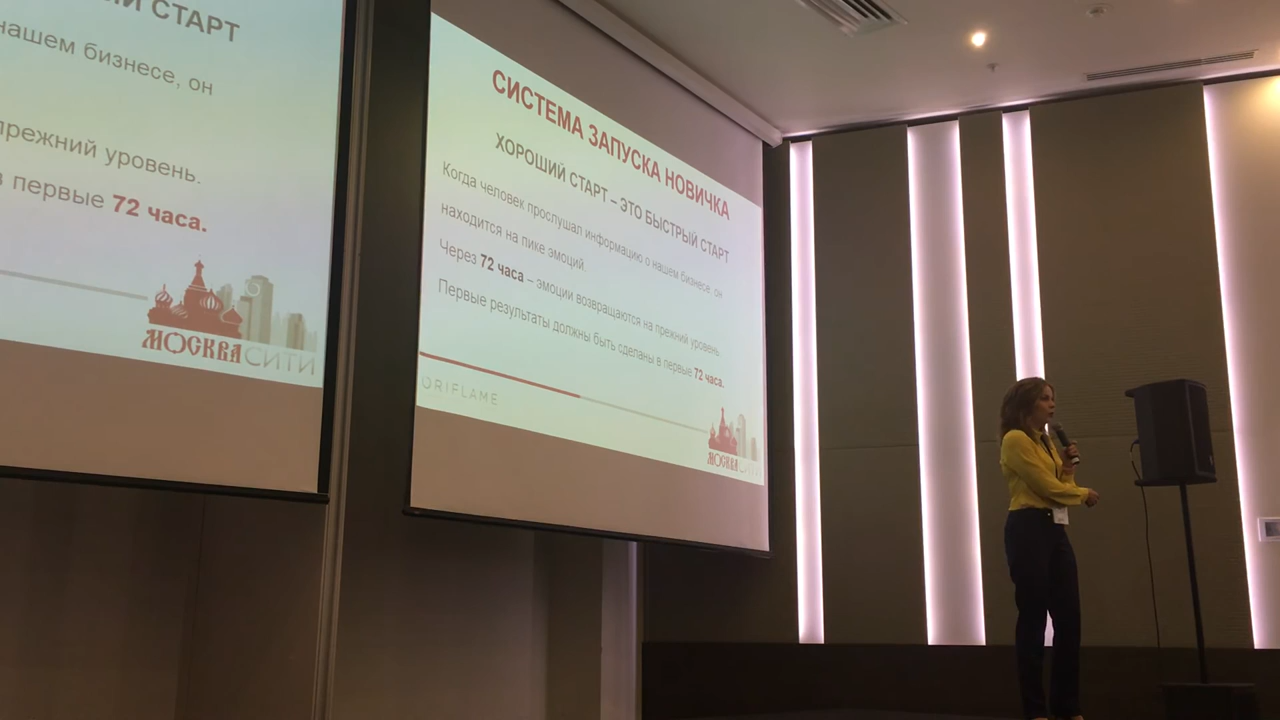 ИЙ СТАРТ
нашем бизнесе, он
прежний уровень.
в первые 72 часа.
МОСКВА СИТИ
СИСТЕМА ЗАПУСКА НОВИЧКА
ХОРОШИЙ СТАРТ – ЭТО БЫСТРЫЙ СТАРТ
Когда человек прослушал информацию о нашем бизнесе, он
находится на пике эмоций.
Через 72 часа – эмоции возвращаются на прежний уровень.
Первые результаты должны быть сделаны в первые 72 часа.
ORIFLAME
МОСКВА СИТИ